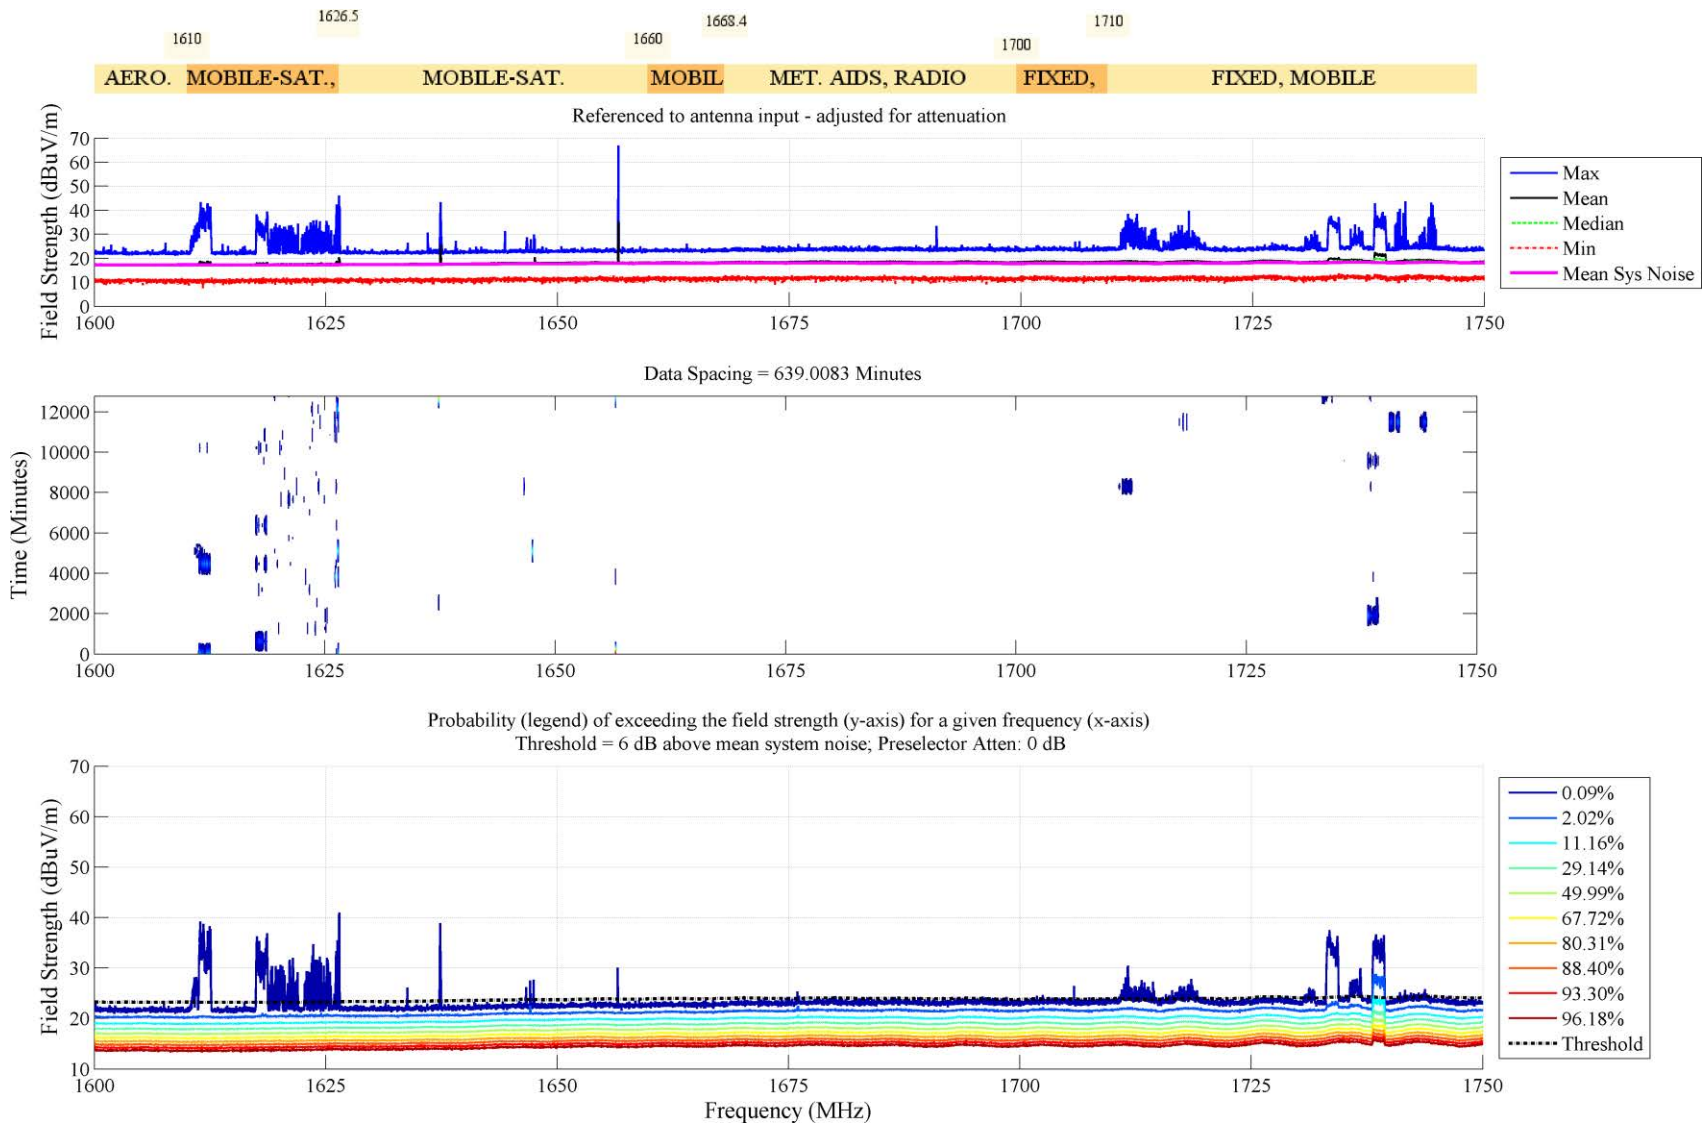 1610
1626.5
1660
1668.4
1700
1710
AERO. MOBILE-SAT., MOBILE-SAT. MOBIL MET. AIDS, RADIO FIXED, FIXED, MOBILE
Referenced to antenna input - adjusted for attenuation
Field Strength (dBuV/m)
70
60
50
40
30
20
10
0
1600 1625 1650 1675 1700 1725 1750
Max
Mean
Median
Min
Mean Sys Noise
Data Spacing = 639.0083 Minutes
Time (Minutes)
12000
10000
8000
6000
4000
2000
0
1600 1625 1650 1675 1700 1725 1750
Probability (legend) of exceeding the field strength (y-axis) for a given frequency (x-axis)
Threshold = 6 dB above mean system noise; Preselector Atten: 0 dB
Field Strength (dBuV/m)
70
60
50
40
30
20
10
1600 1625 1650 1675 1700 1725 1750
Frequency (MHz)
0.09%
2.02%
11.16%
29.14%
49.99%
67.72%
80.31%
88.40%
93.30%
96.18%
Threshold